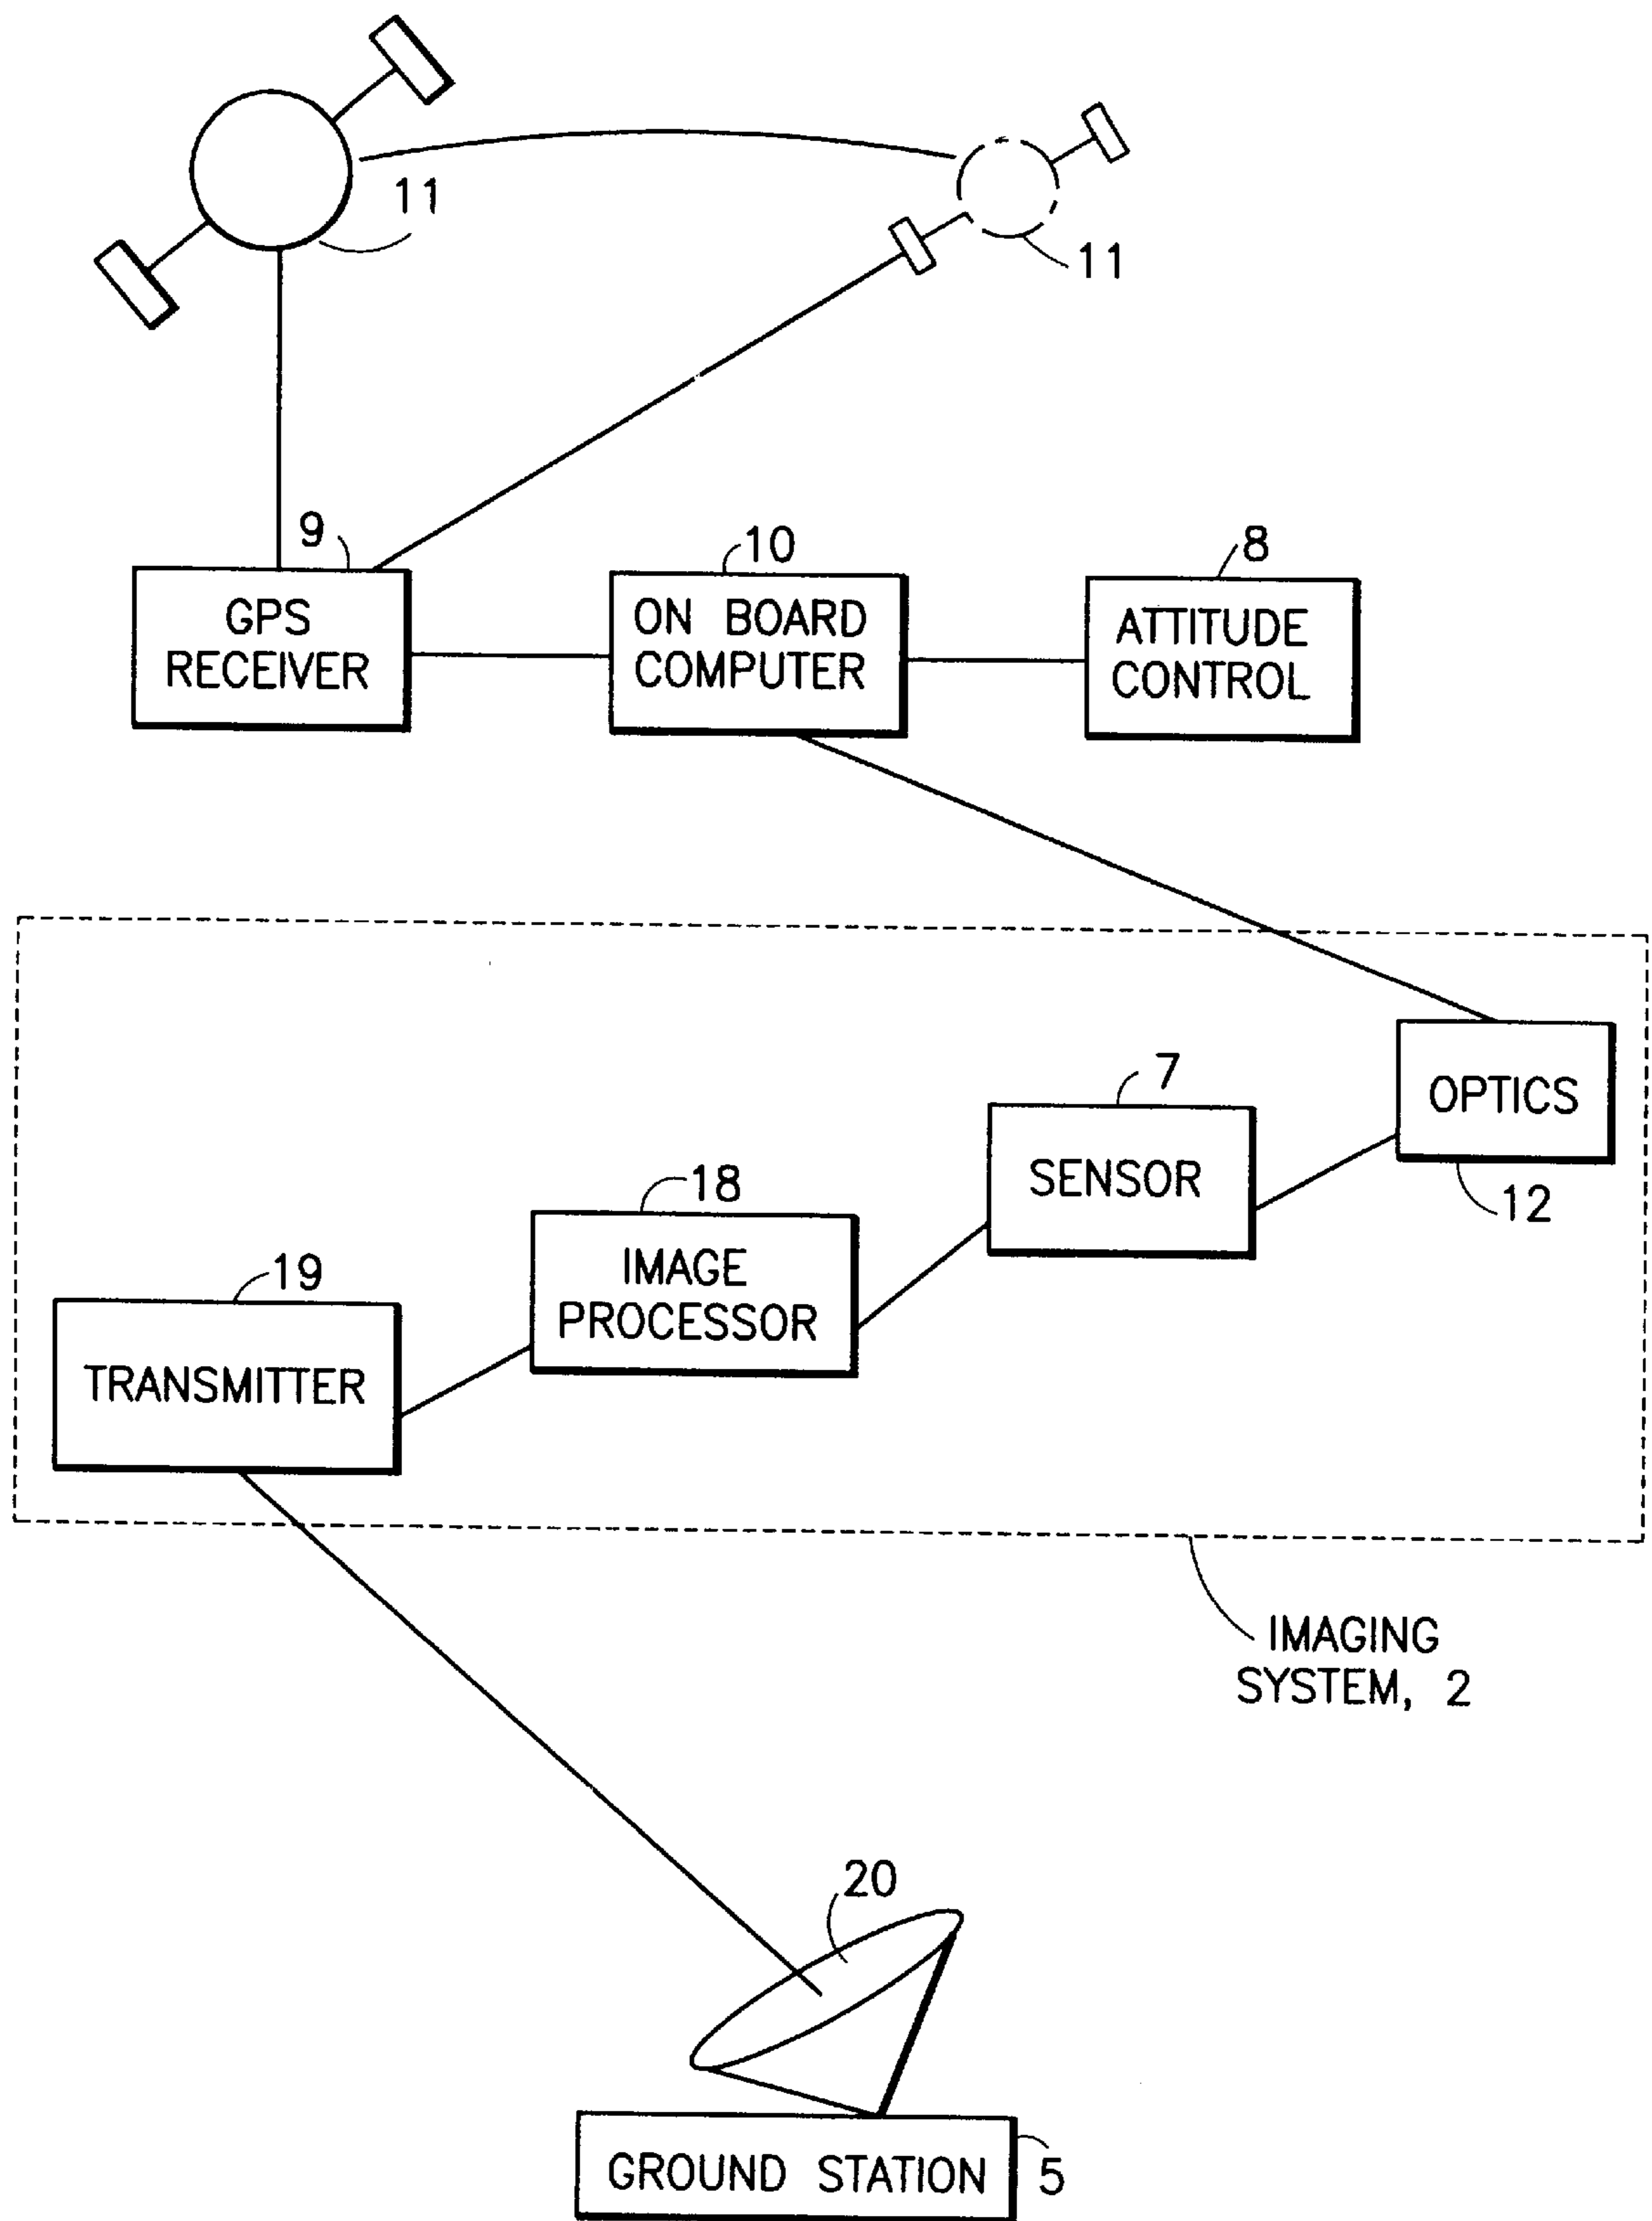 11
11
9
10
8
GPS
RECEIVER
ON BOARD
COMPUTER
ATTITUDE
CONTROL
7
OPTICS
12
SENSOR
18
IMAGE
PROCESSOR
19
TRANSMITTER
IMAGING
SYSTEM, 2
20
GROUND STATION
5